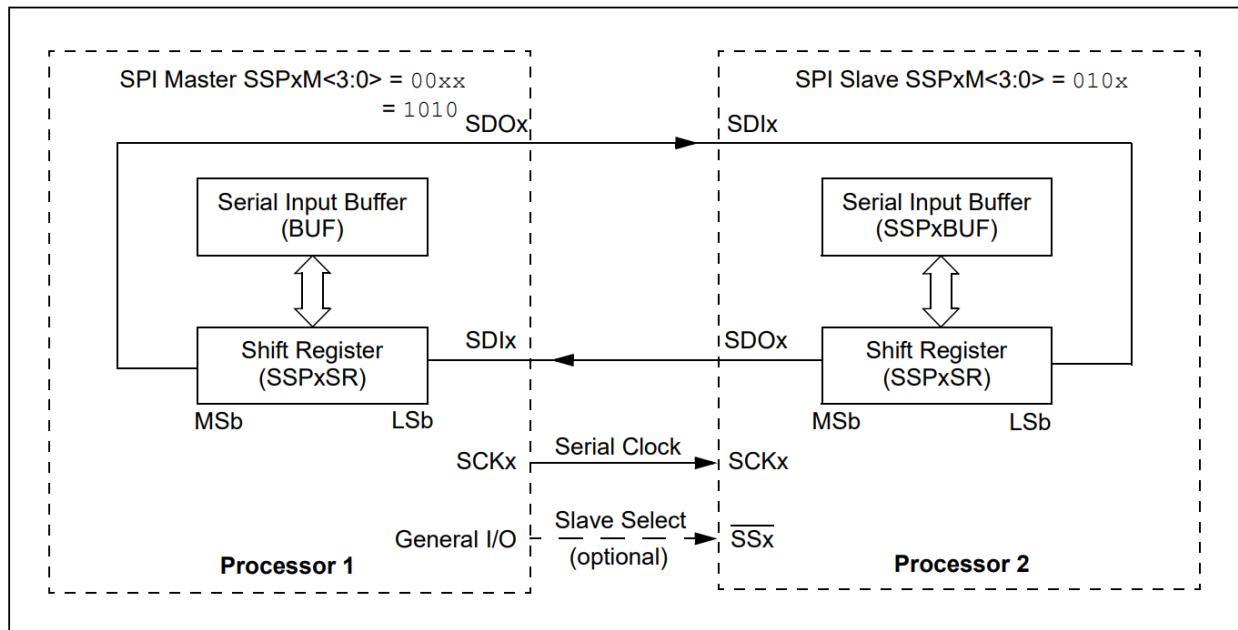 SPI Master SSPxM<3:0> = 00xx
= 1010
SDOx
Serial Input Buffer
(BUF)
Shift Register
(SSPxSR)
MSb
LSb
SDIx
SCKx
General I/O
Processor 1
Serial Clock
Slave Select
(optional)
SPI Slave SSPxM<3:0> = 010x
SDIx
Serial Input Buffer
(SSPxBUF)
SDOx
Shift Register
(SSPxSR)
MSb
LSb
SCKx
S̅S̅x̅
Processor 2